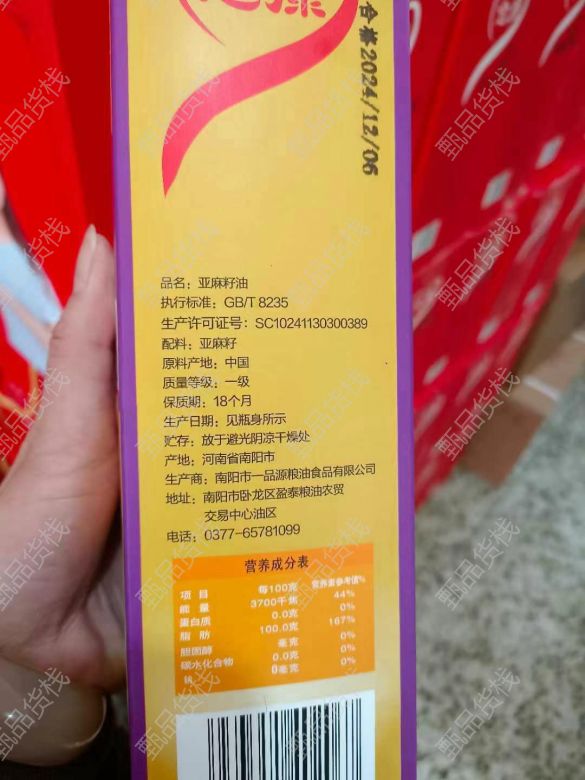 合格2024/12/06
品名：亚麻籽油
执行标准：GB/T 8235
生产许可证号：SC10241130300389
配料：亚麻籽
原料产地：中国
质量等级：一级
保质期：18个月
生产日期：见瓶身所示
贮存：放于避光阴凉干燥处
产地：河南省南阳市
生产商：南阳市一品源粮油食品有限公司
地址：南阳市卧龙区盈泰粮油农贸
交易中心油区
电话：0377-65781099
营养成分表
项目 每100克 营养素参考值%
能量 3700千焦 44%
蛋白质 0.0克 0%
脂肪 100.0克 167%
胆固醇 毫克 0%
碳水化合物 0.0克 0%
钠 0毫克 0%
甄品货栈